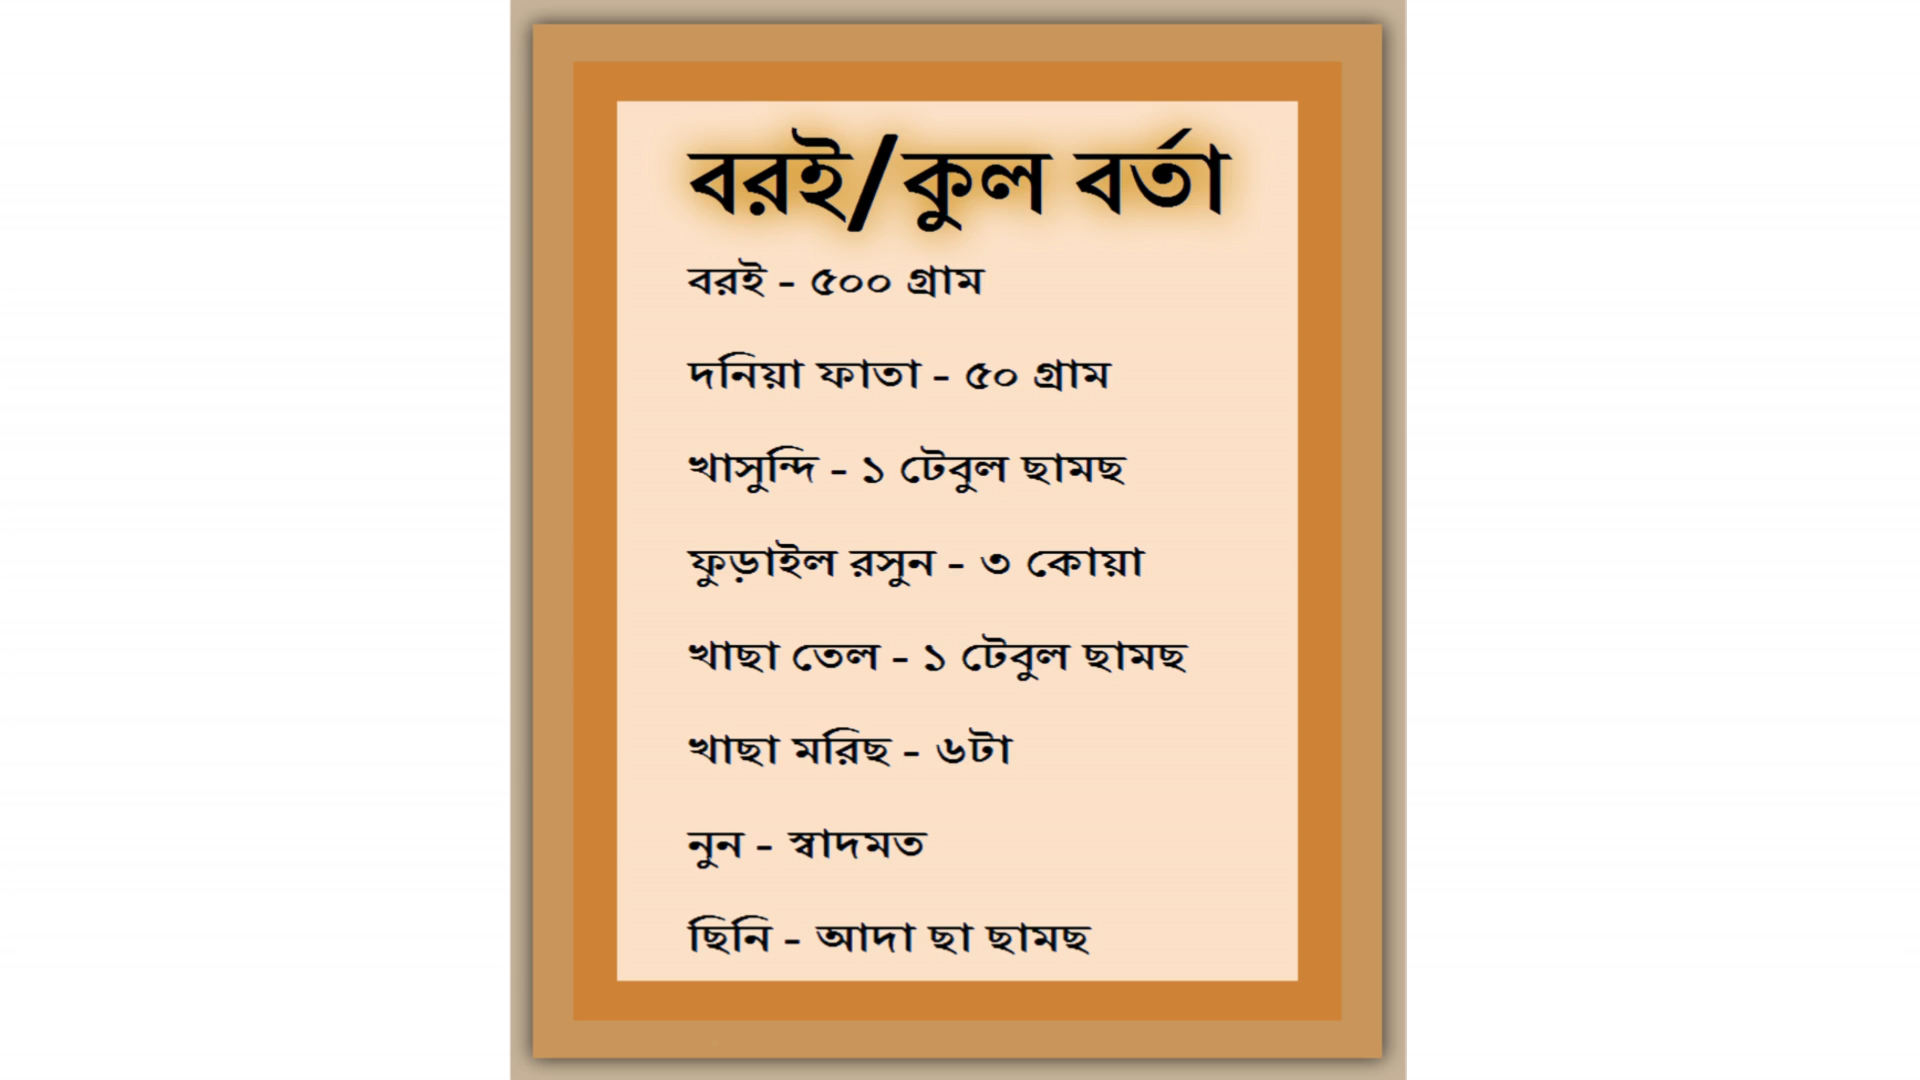 বরই/কুল বর্তা
বরই - ৫০০ গ্রাম
দনিয়া ফাতা - ৫০ গ্রাম
খাসুন্দি - ১ টেবুল ছামছ
ফুড়াইল রসুন - ৩ কোয়া
খাছা তেল - ১ টেবুল ছামছ
খাছা মরিছ - ৬টা
নুন - স্বাদমত
ছিনি - আদা ছা ছামছ